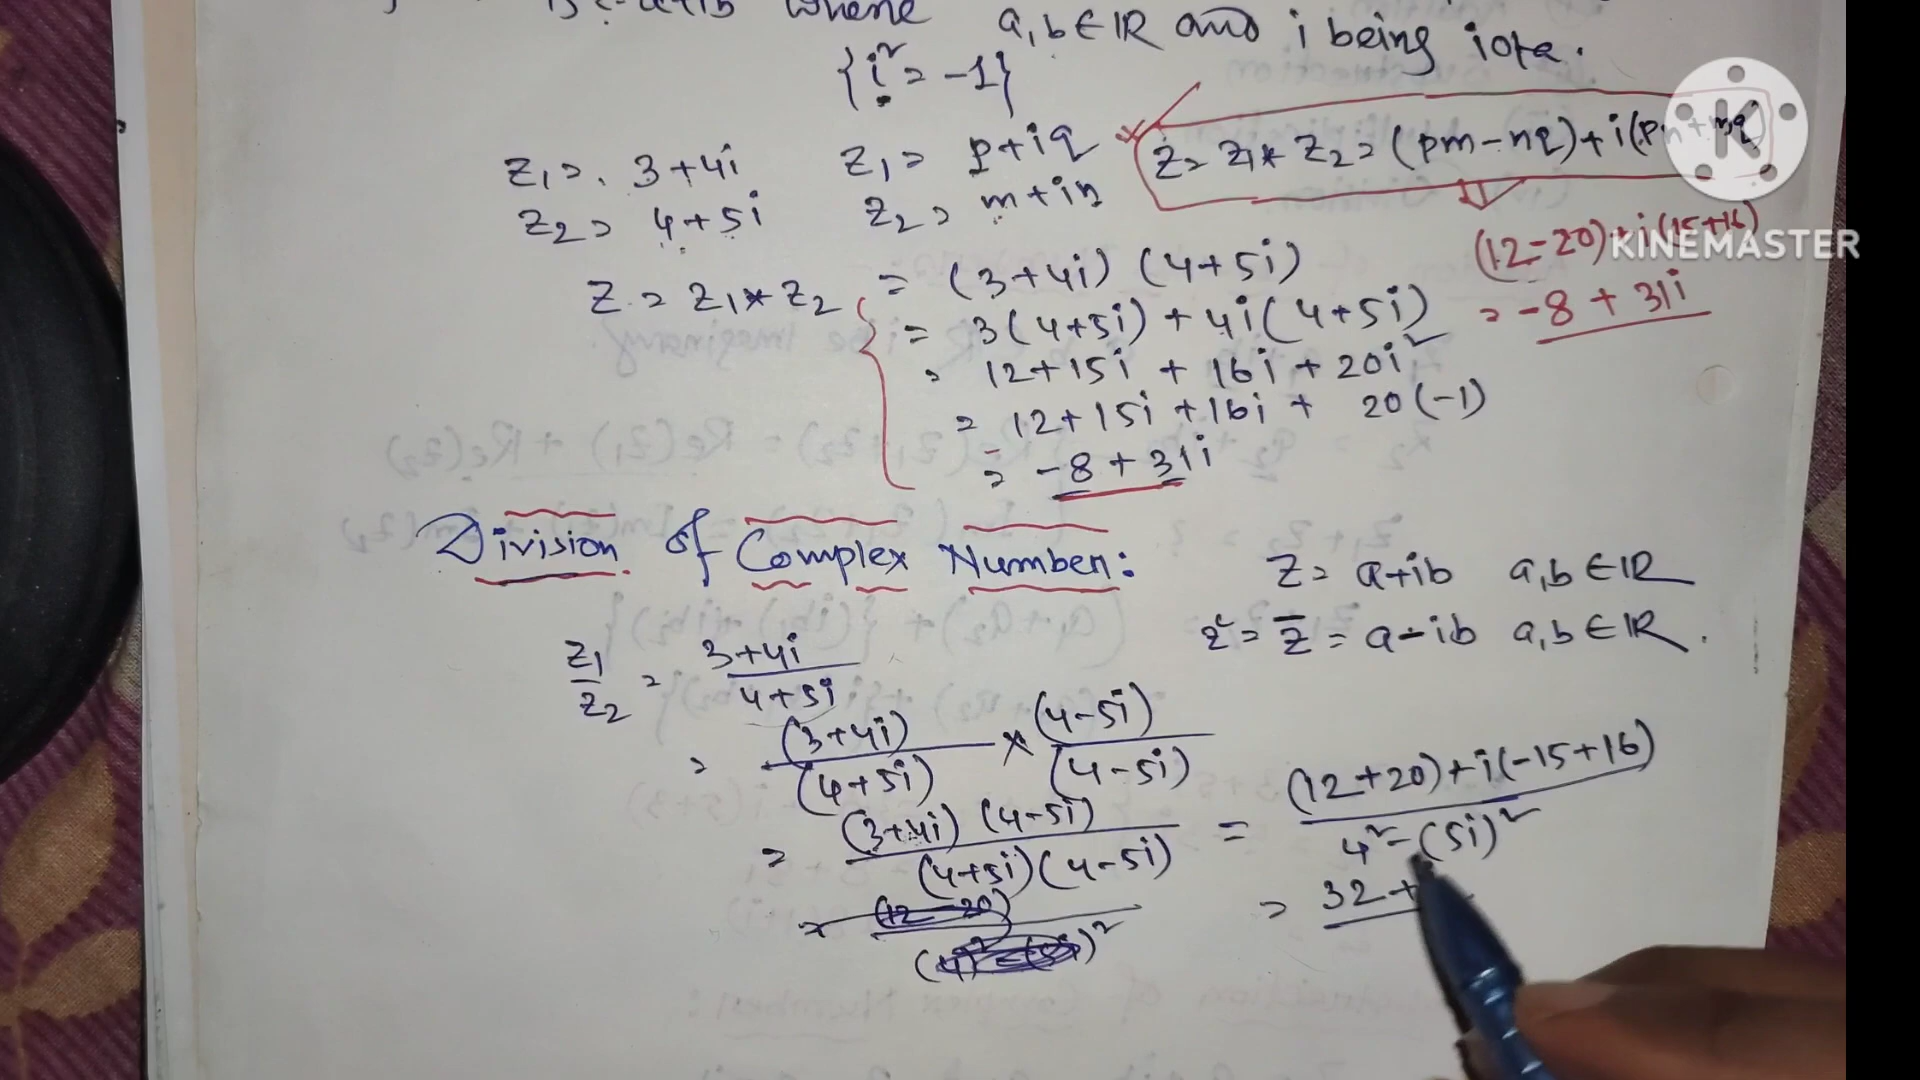 where a,b∈IR and i being iota.
{i²=-1}
Z₁ = 3+4i Z₁ = p+iq Z = Z₁* Z₂ = (pm-nq)+i(
Z₂ = 4+5i Z₂ = m+in
(12-20)+i(15+16)
KINEMASTER
Z = Z₁* Z₂ = (3+4i) (4+5i) = -8 + 31i
= 3(4+5i) + 4i(4+5i)
= 12+15i + 16i + 20i²
= 12+15i +16i + 20(-1)
= -8 + 31i
Division of Complex Number:
Z = a+ib a,b∈IR
= Z̄ = a-ib a,b∈IR.
Z₁/Z₂ = 3+4i/4+5i
= (3+4i)/(4+5i) × (4-5i)/(4-5i)
= (3+4i) (4-5i)/(4+5i)(4-5i) = (12+20)+i(-15+16)/4²-(5i)²
= 32+